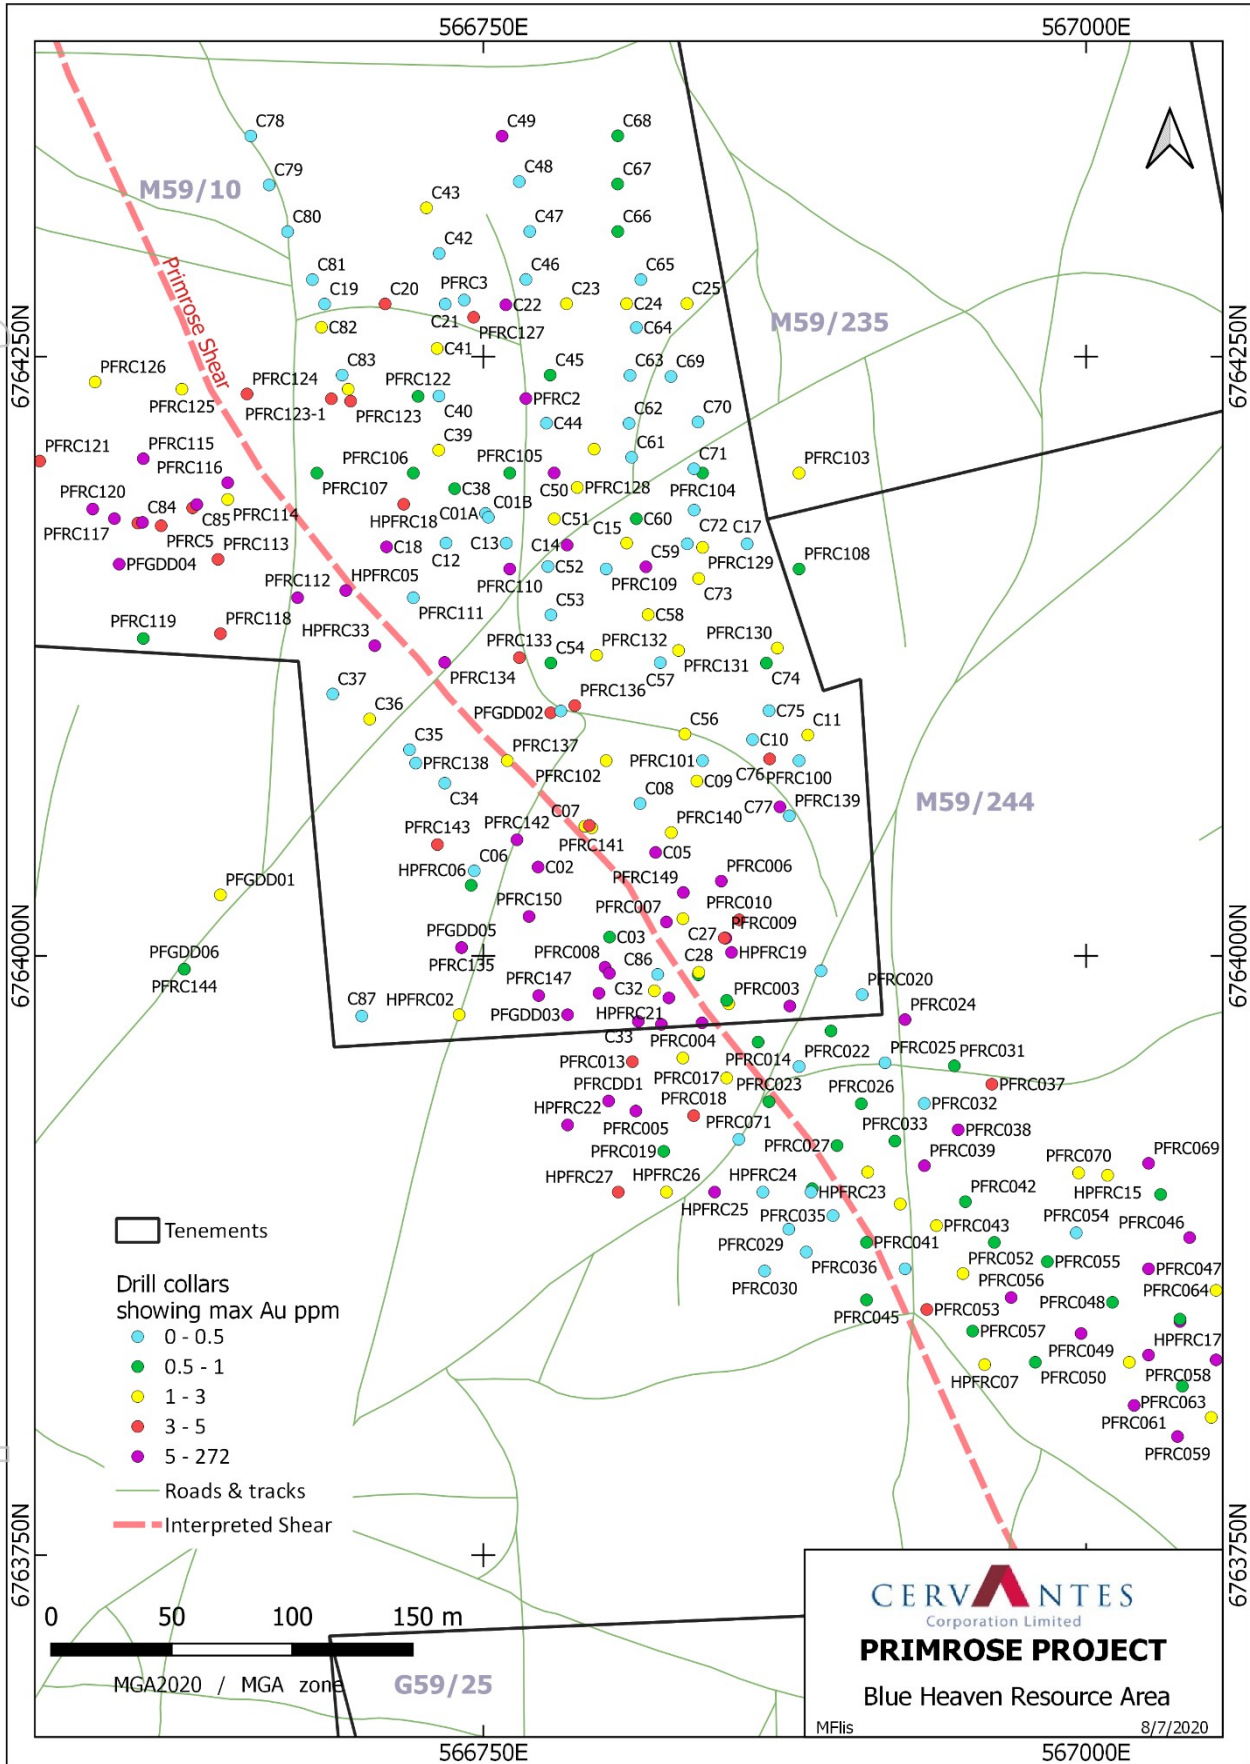 566750E
567000E
C78
C49
C68
C79
M59/10
C48
C67
C43
C80
C47
C66
C42
C81
C46
C65
C19
C20
PFRC3
C22
C23
C24
C25
Primrose Shear
C82
C21
PFRC127
C64
M59/235
6764250N
6764250N
C41
PFRC126
C83
C45
C63
C69
PFRC125
PFRC124
PFRC122
PFRC123-1
PFRC123
C40
PFRC2
C44
C62
C70
PFRC121
PFRC115
C39
C61
PFRC116
PFRC106
PFRC105
C71
PFRC103
PFRC107
C38
C50
PFRC128
PFRC104
PFRC120
C84
C85
PFRC114
HPFRC18
C01A
C01B
C51
C60
PFRC117
PFRC5
C15
C72
C17
PFRC113
C18
C12
C13
C14
C59
PFRC129
PFGDD04
PFRC112
HPFRC05
PFRC110
C52
PFRC109
PFRC108
PFRC111
C73
C53
PFRC119
PFRC118
HPFRC33
C58
PFRC133
C54
PFRC132
PFRC130
PFRC134
C57
PFRC131
C74
C37
C36
PFGDD02
PFRC136
C75
C35
C56
C10
C11
PFRC138
PFRC137
PFRC102
PFRC101
C09
C76
PFRC100
C34
C08
C77
PFRC139
M59/244
PFRC143
PFRC142
C07
PFRC141
PFRC140
HPFRC06
C06
C02
C05
PFRC006
PFGDD01
PFRC149
PFRC150
PFRC007
PFRC010
PFRC009
PFGDD05
C03
C27
6764000N
6764000N
PFGDD06
PFRC144
PFRC135
PFRC008
C86
C28
HPFRC19
PFRC147
C32
PFRC003
PFRC020
C87
HPFRC02
PFGDD03
HPFRC21
PFRC024
C33
PFRC004
PFRC013
PFRC014
PFRC022
PFRC025
PFRC031
PFRCDD1
PFRC017
PFRC023
PFRC037
HPFRC22
PFRC018
PFRC026
PFRC032
PFRC005
PFRC071
PFRC033
PFRC038
PFRC019
PFRC027
PFRC039
PFRC069
HPFRC27
HPFRC26
HPFRC24
PFRC070
HPFRC25
HPFRC23
PFRC042
HPFRC15
PFRC035
PFRC043
PFRC054
PFRC046
PFRC029
PFRC041
PFRC052
PFRC055
PFRC047
PFRC030
PFRC036
PFRC056
PFRC064
PFRC045
PFRC053
PFRC048
PFRC057
PFRC049
HPFRC17
HPFRC07
PFRC050
PFRC058
PFRC063
PFRC061
PFRC059
Tenements
Drill collars
showing max Au ppm
0 - 0.5
0.5 - 1
1 - 3
3 - 5
5 - 272
Roads & tracks
Interpreted Shear
6763750N
6763750N
0 50 100 150 m
MGA2020 / MGA zone
G59/25
CERVANTES
Corporation Limited
PRIMROSE PROJECT
Blue Heaven Resource Area
MFlis
8/7/2020
566750E
567000E